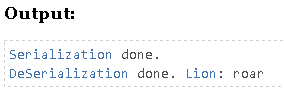 Output:
Serialization done.
DeSerialization done. Lion: roar